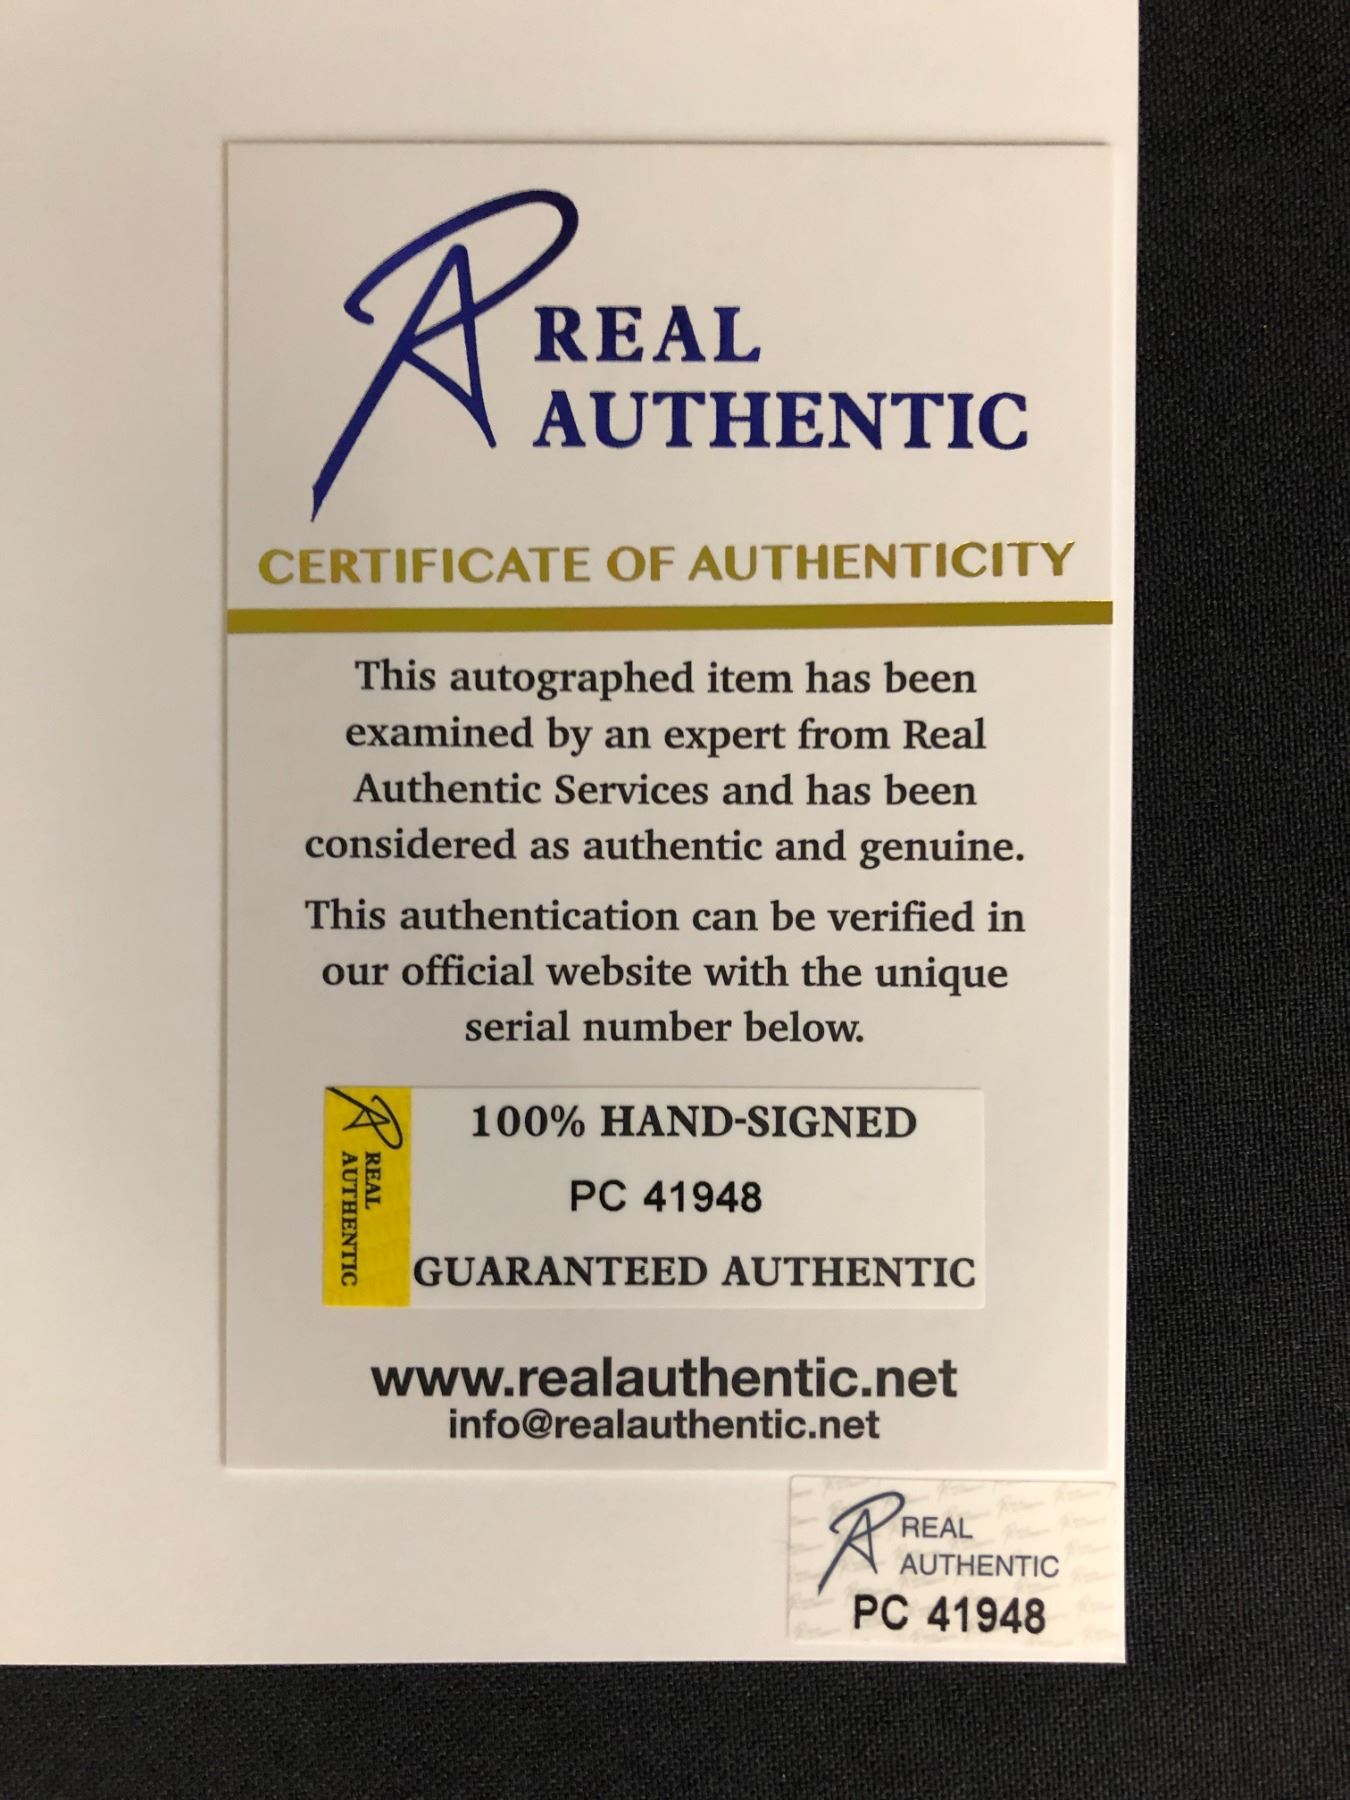 REAL
AUTHENTIC
CERTIFICATE OF AUTHENTICITY
This autographed item has been
examined by an expert from Real
Authentic Services and has been
considered as authentic and genuine.
This authentication can be verified in
our official website with the unique
serial number below.
REAL
AUTHENTIC
100% HAND-SIGNED
PC 41948
GUARANTEED AUTHENTIC
www.realauthentic.net
info@realauthentic.net
REAL
AUTHENTIC
PC 41948